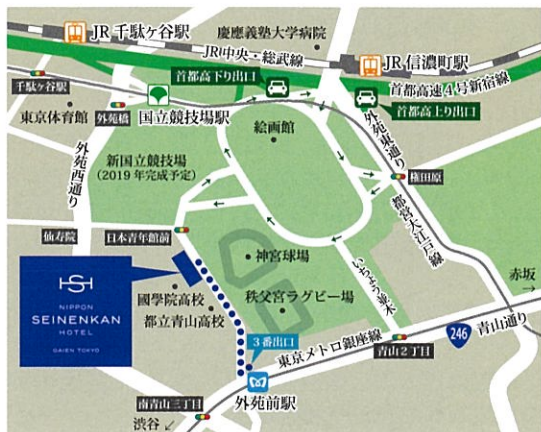 JR 千駄ヶ谷駅
慶應義塾大学病院
JR中央・総武線
JR 信濃町駅
首都高下り出口
首都高速4号新宿線
千駄ヶ谷駅
首都高上り出口
東京体育館
外苑橋
国立競技場駅
絵画館
外苑東通り
外苑西通り
新国立競技場
(2019年完成予定)
権田原
都営大江戸線
仙寿院
日本青年館前
神宮球場
いちょう並木
赤坂
→
HSH
NIPPON
SEINENKAN
HOTEL
GAIEN TOKYO
國學院高校
都立青山高校
秩父宮ラグビー場
3番出口
東京メトロ銀座線
青山2丁目
246
青山通り
外苑前駅
南青山三丁目
渋谷 ↙